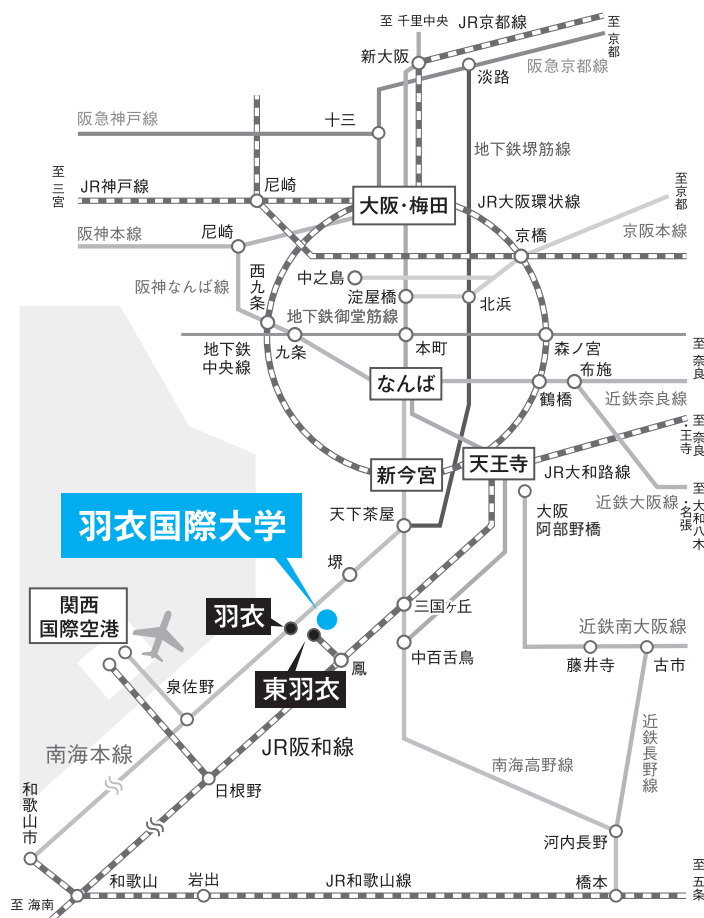 至 千里中央
JR京都線
至京都
新大阪
淡路
阪急京都線
阪急神戸線
十三
地下鉄堺筋線
至三宮
JR神戸線
尼崎
大阪・梅田
JR大阪環状線
至京都
阪神本線
尼崎
京橋
京阪本線
阪神なんば線
西九条
中之島
淀屋橋
北浜
地下鉄御堂筋線
地下鉄
中央線
九条
本町
森ノ宮
至奈良
布施
なんば
鶴橋
近鉄奈良線
至奈良・王寺
新今宮
天王寺
JR大和路線
近鉄大阪線
至大和八木・名張
大阪
阿部野橋
天下茶屋
羽衣国際大学
堺
関西
国際空港
羽衣
三国ヶ丘
近鉄南大阪線
東羽衣
鳳
中百舌鳥
藤井寺
古市
泉佐野
南海本線
JR阪和線
近鉄長野線
南海高野線
日根野
和歌山市
河内長野
和歌山
岩出
JR和歌山線
橋本
至五条
至 海南